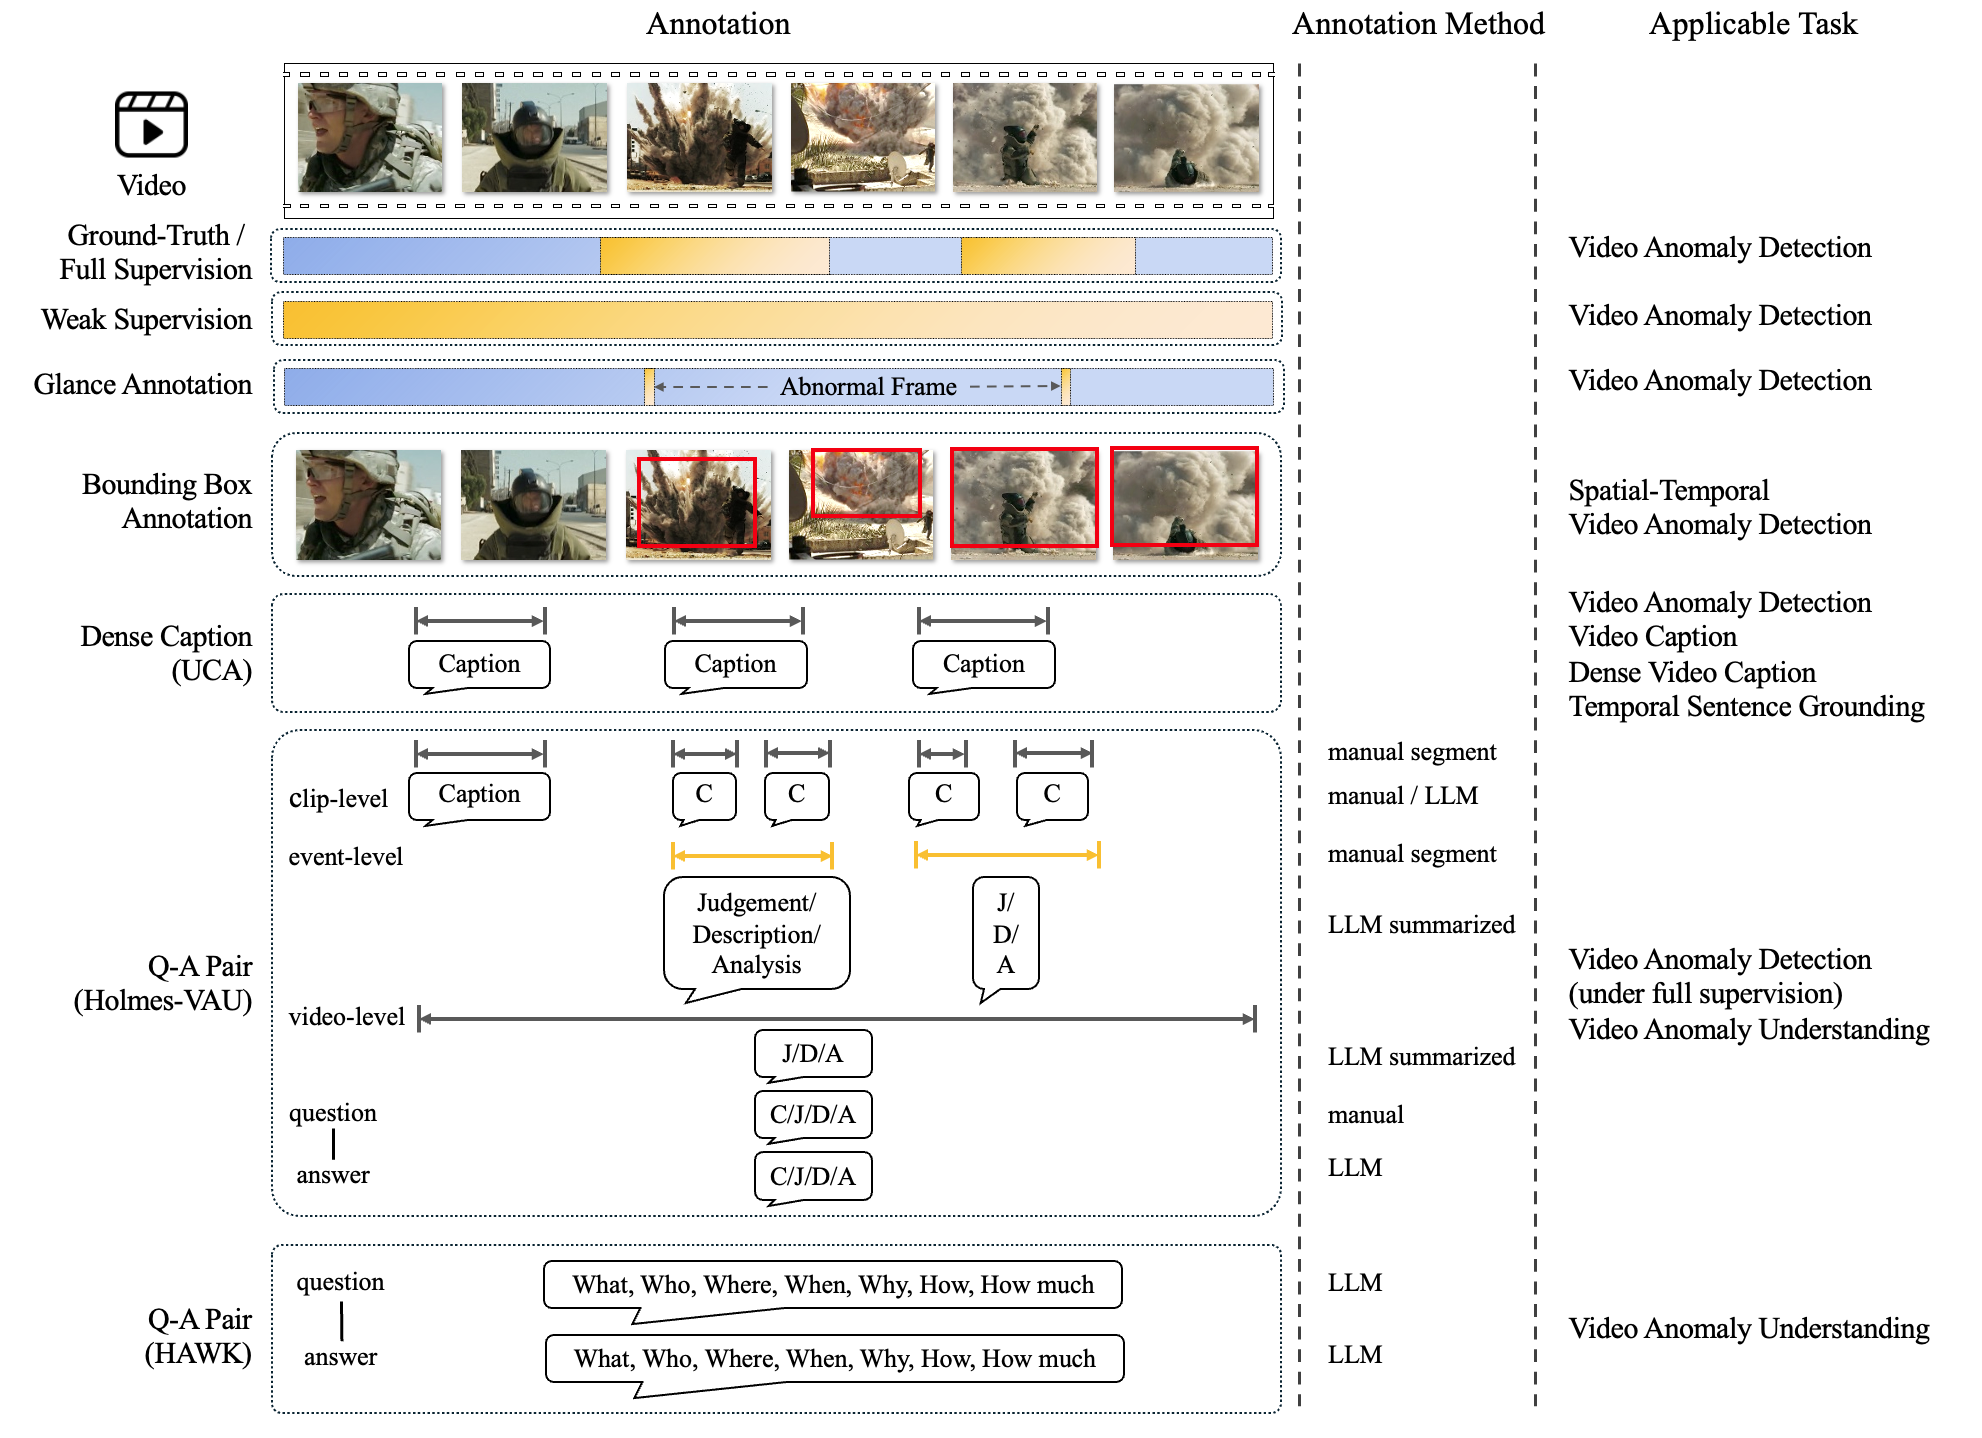 Annotation
Annotation Method
Applicable Task
Video
Ground-Truth /
Full Supervision
Video Anomaly Detection
Weak Supervision
Video Anomaly Detection
Glance Annotation
Abnormal Frame
Video Anomaly Detection
Bounding Box
Annotation
Spatial-Temporal
Video Anomaly Detection
Dense Caption
(UCA)
Caption
Caption
Caption
Video Anomaly Detection
Video Caption
Dense Video Caption
Temporal Sentence Grounding
Q-A Pair
(Holmes-VAU)
manual segment
clip-level
Caption
C
C
C
C
manual / LLM
event-level
manual segment
Judgement/
Description/
Analysis
J/
D/
A
LLM summarized
video-level
J/D/A
LLM summarized
question
C/J/D/A
manual
answer
C/J/D/A
LLM
Video Anomaly Detection
(under full supervision)
Video Anomaly Understanding
Q-A Pair
(HAWK)
question
What, Who, Where, When, Why, How, How much
LLM
answer
What, Who, Where, When, Why, How, How much
LLM
Video Anomaly Understanding